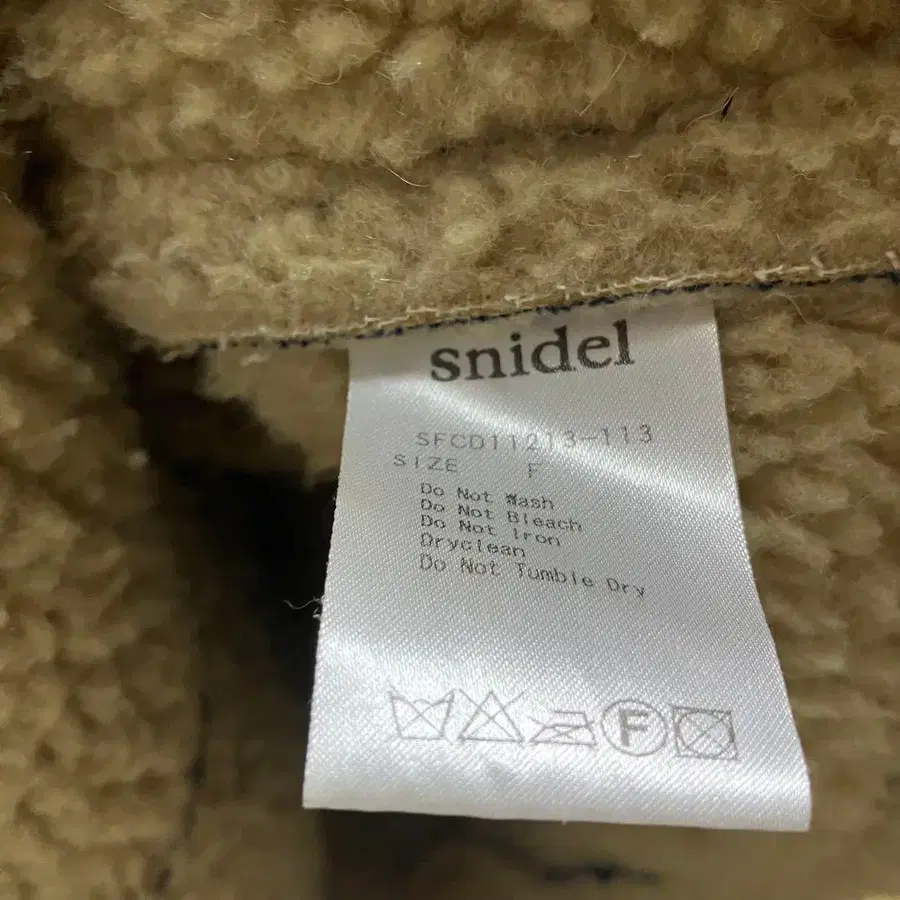 snidel
SFCD11213-113
SIZE F
Do Not Wash
Do Not Bleach
Do Not Iron
Dryclean
Do Not Tumble Dry
F